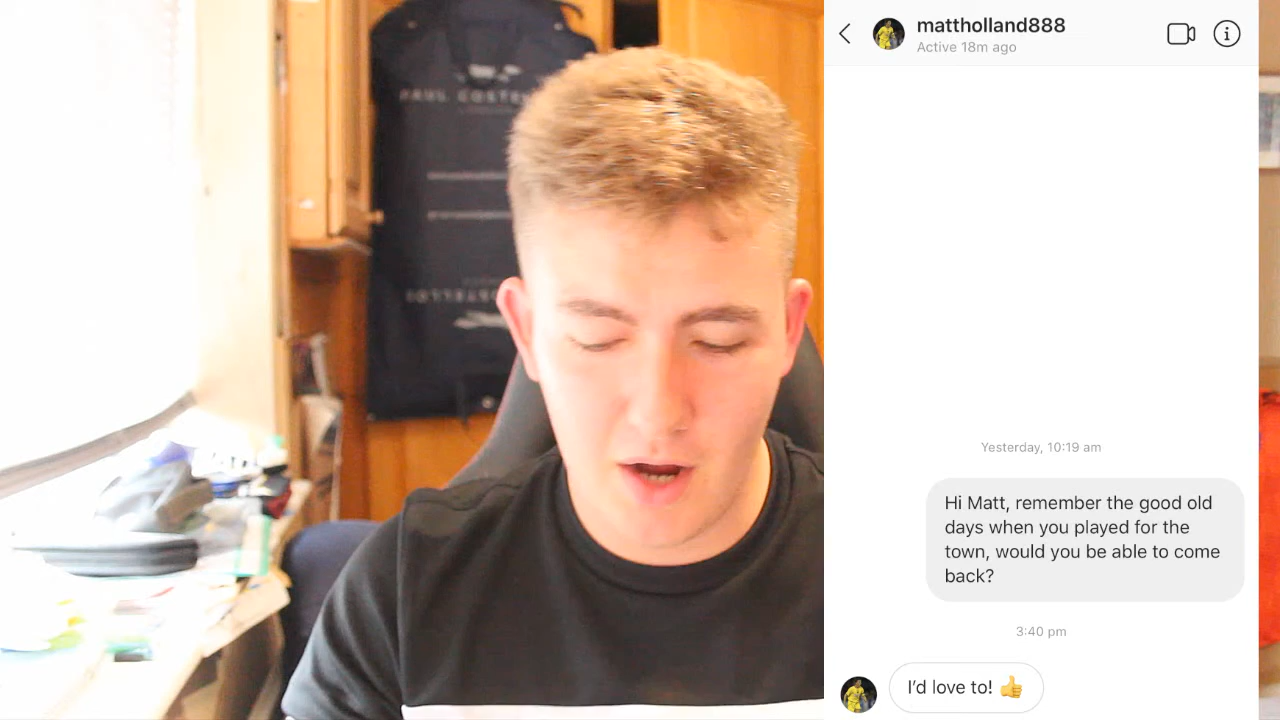 mattholland888
Active 18m ago
Yesterday, 10:19 am
Hi Matt, remember the good old
days when you played for the
town, would you be able to come
back?
3:40 pm
I'd love to! 👍
PAUL